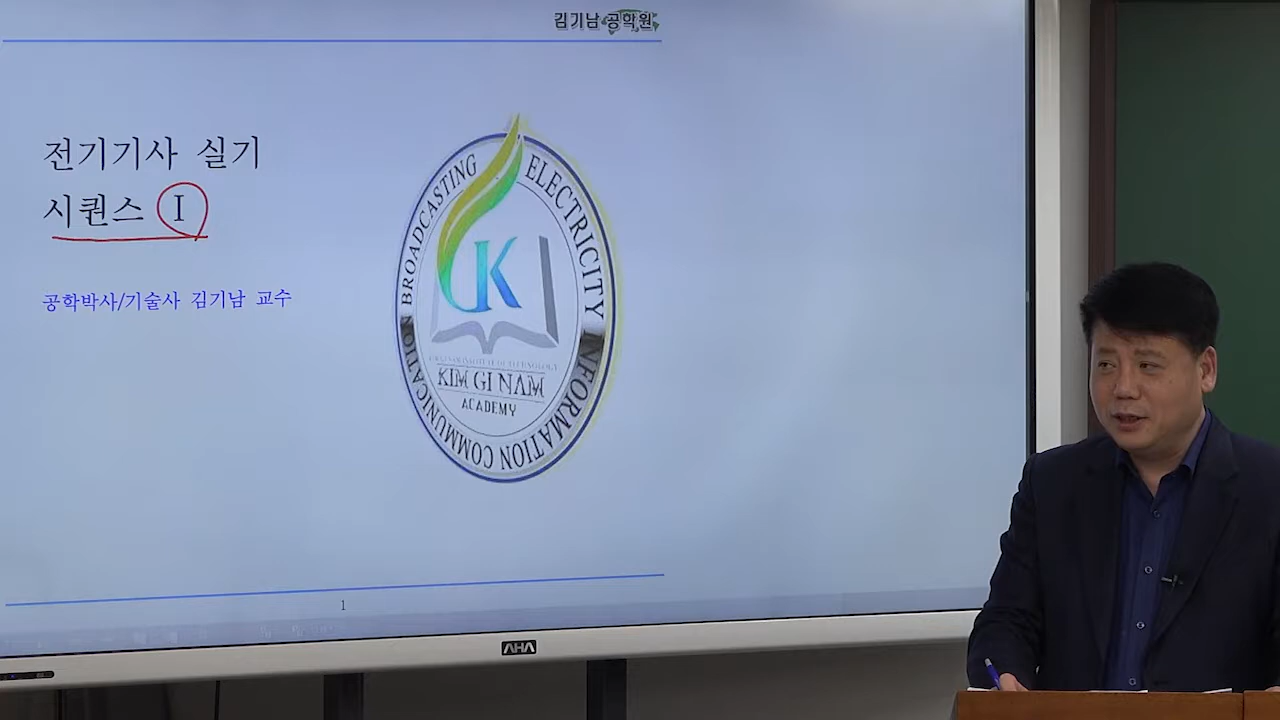 김기남 공학원
전기기사 실기
시퀀스 I
공학박사/기술사 김기남 교수
BROADCASTING ELECTRICITY INFORMATION COMMUNICATION
K
KIM GI NAM
ACADEMY
1
AHA